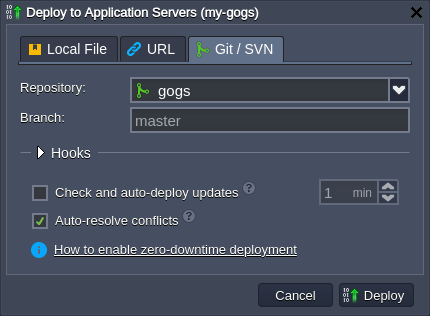 Deploy to Application Servers (my-gogs)
Local File URL Git / SVN
Repository: gogs
Branch: master
Hooks
Check and auto-deploy updates ? 1 min
Auto-resolve conflicts ?
How to enable zero-downtime deployment
Cancel Deploy